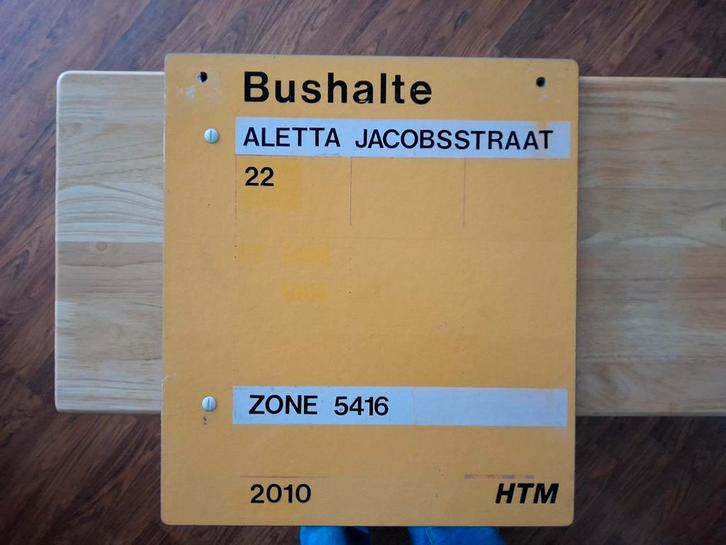 Bushalte
ALETTA JACOBSSTRAAT
22
ZONE 5416
2010 HTM